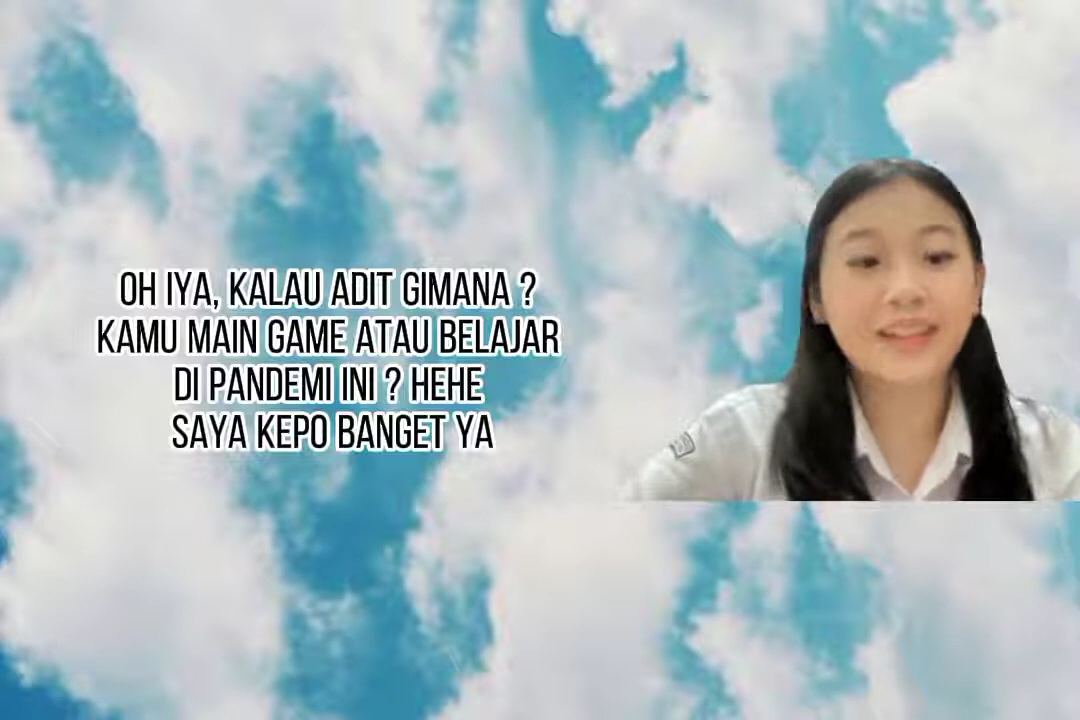 OH IYA, KALAU ADIT GIMANA ?
KAMU MAIN GAME ATAU BELAJAR
DI PANDEMI INI ? HEHE
SAYA KEPO BANGET YA